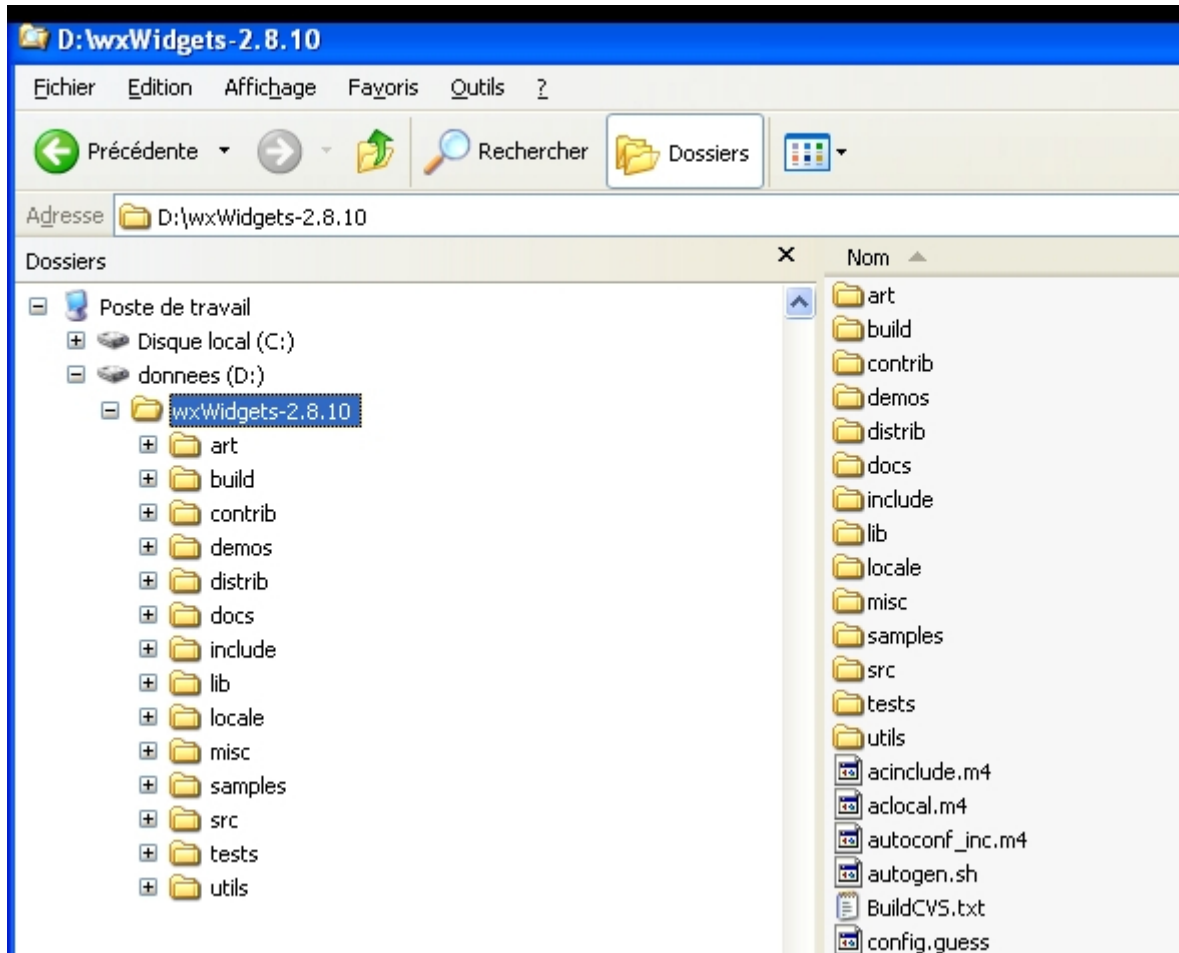 D:\wxWidgets-2.8.10
Fichier Edition Affichage Favoris Outils ?
Précédente Rechercher Dossiers
Adresse D:\wxWidgets-2.8.10
Dossiers
Poste de travail
Disque local (C:)
donnees (D:)
wxWidgets-2.8.10
art
build
contrib
demos
distrib
docs
include
lib
locale
misc
samples
src
tests
utils
Nom
art
build
contrib
demos
distrib
docs
include
lib
locale
misc
samples
src
tests
utils
acinclude.m4
aclocal.m4
autoconf_inc.m4
autogen.sh
BuildCVS.txt
config.guess